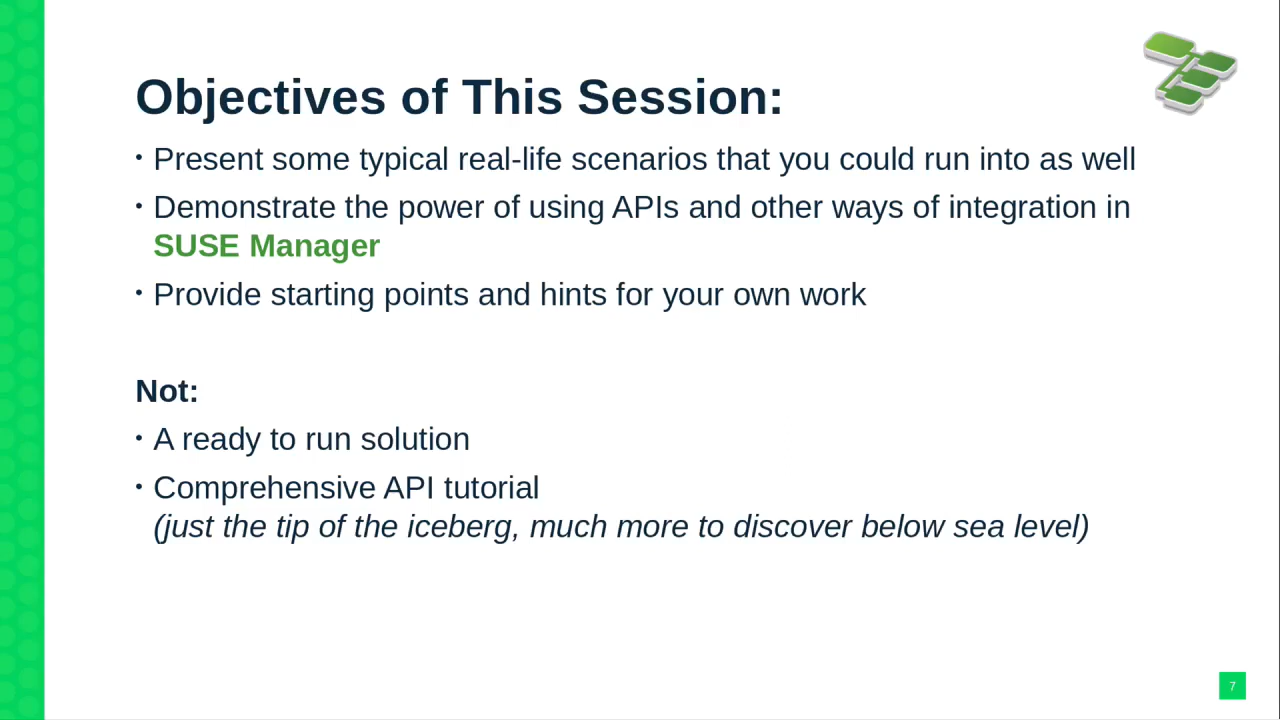 Objectives of This Session:
• Present some typical real-life scenarios that you could run into as well
• Demonstrate the power of using APIs and other ways of integration in
SUSE Manager
• Provide starting points and hints for your own work
Not:
• A ready to run solution
• Comprehensive API tutorial
(just the tip of the iceberg, much more to discover below sea level)
7